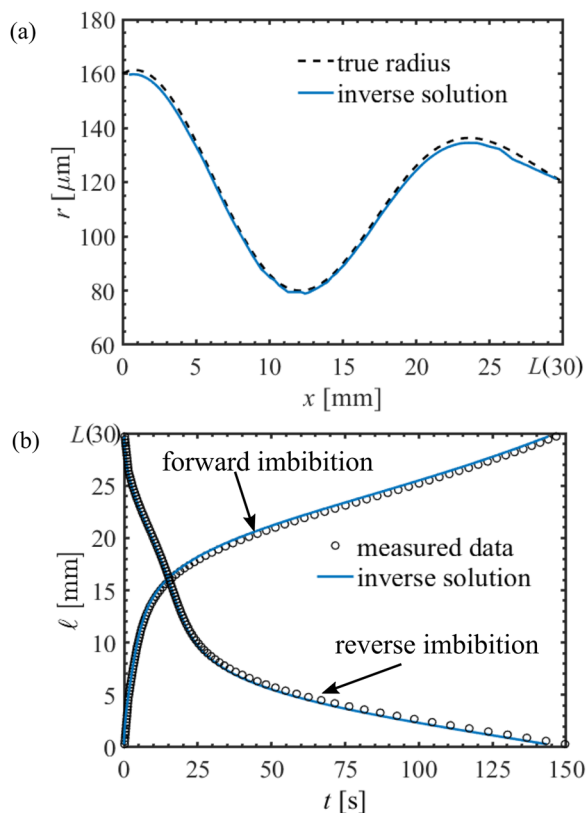 (a)
180
160
140
120
100
80
60
r [μm]
true radius
inverse solution
0 5 10 15 20 25 L(30)
x [mm]
(b)
L(30)
25
20
15
10
5
0
ℓ [mm]
forward imbibition
measured data
inverse solution
reverse imbibition
0 25 50 75 100 125 150
t [s]